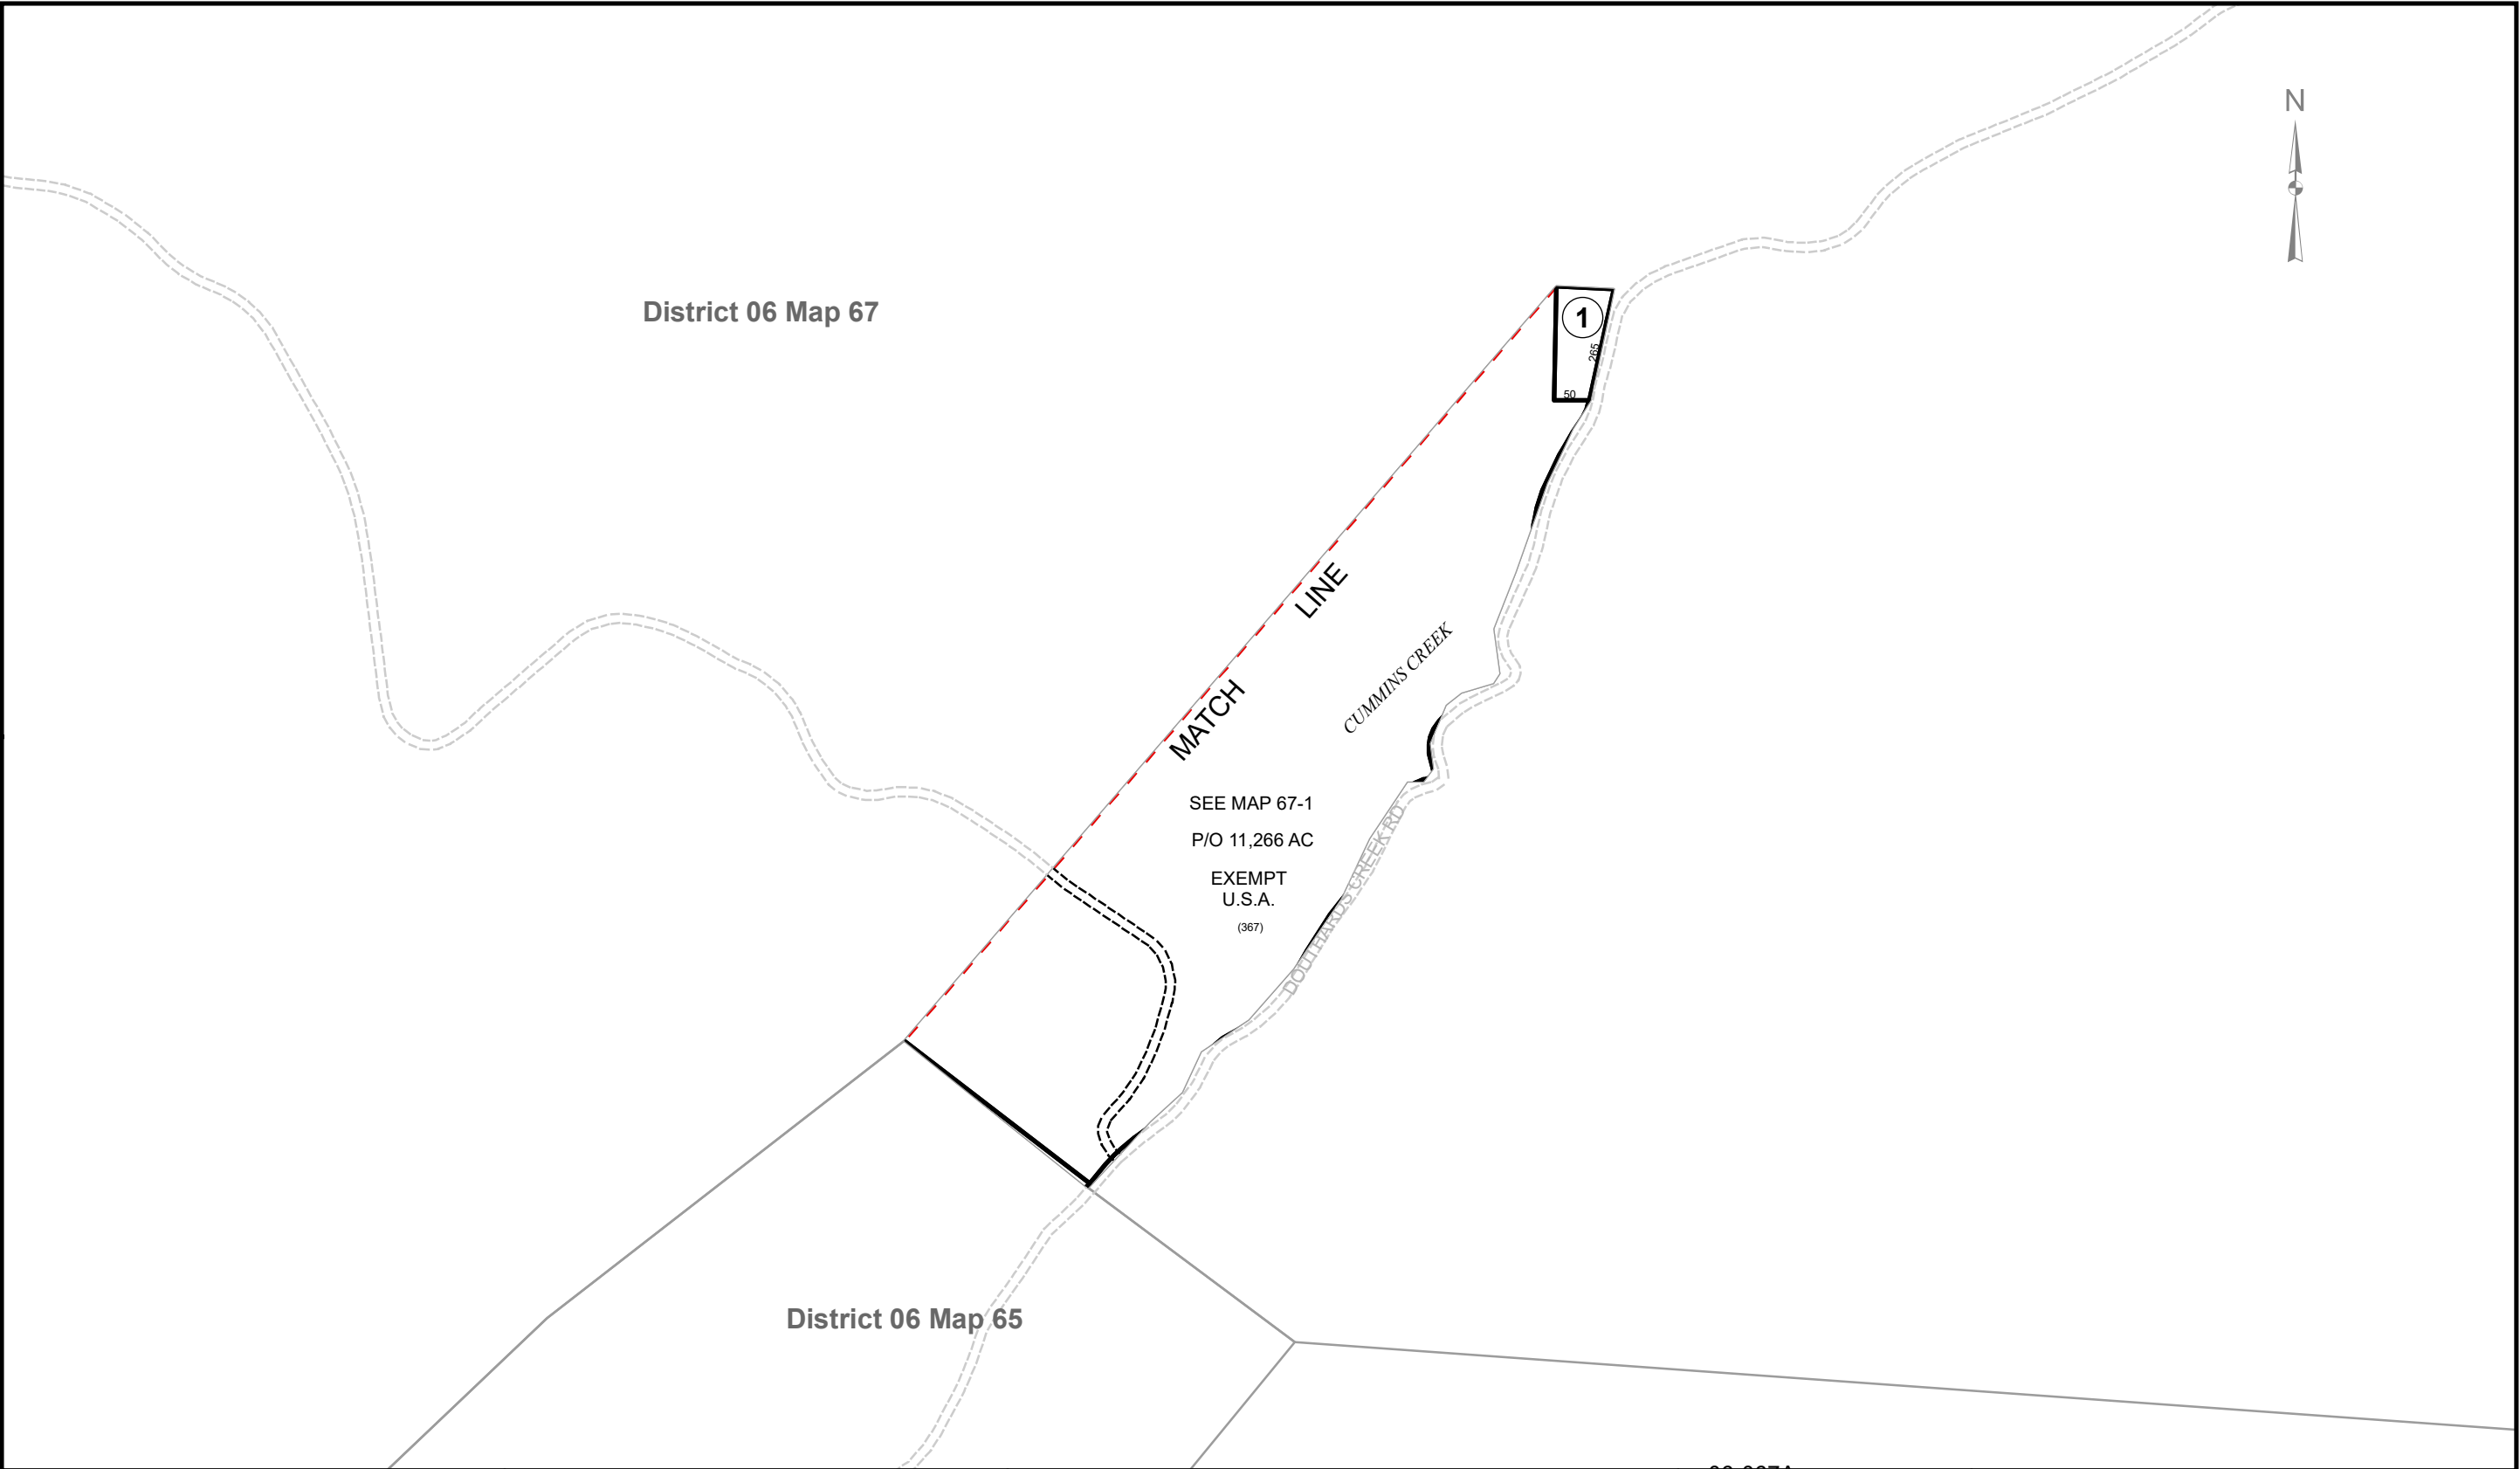 N
District 06 Map 67
1
265
50
MATCH LINE
CUMMINS CREEK
SEE MAP 67-1
P/O 11,266 AC
EXEMPT
U.S.A.
(367)
DOUTHARDS CREEK RD
District 06 Map 65